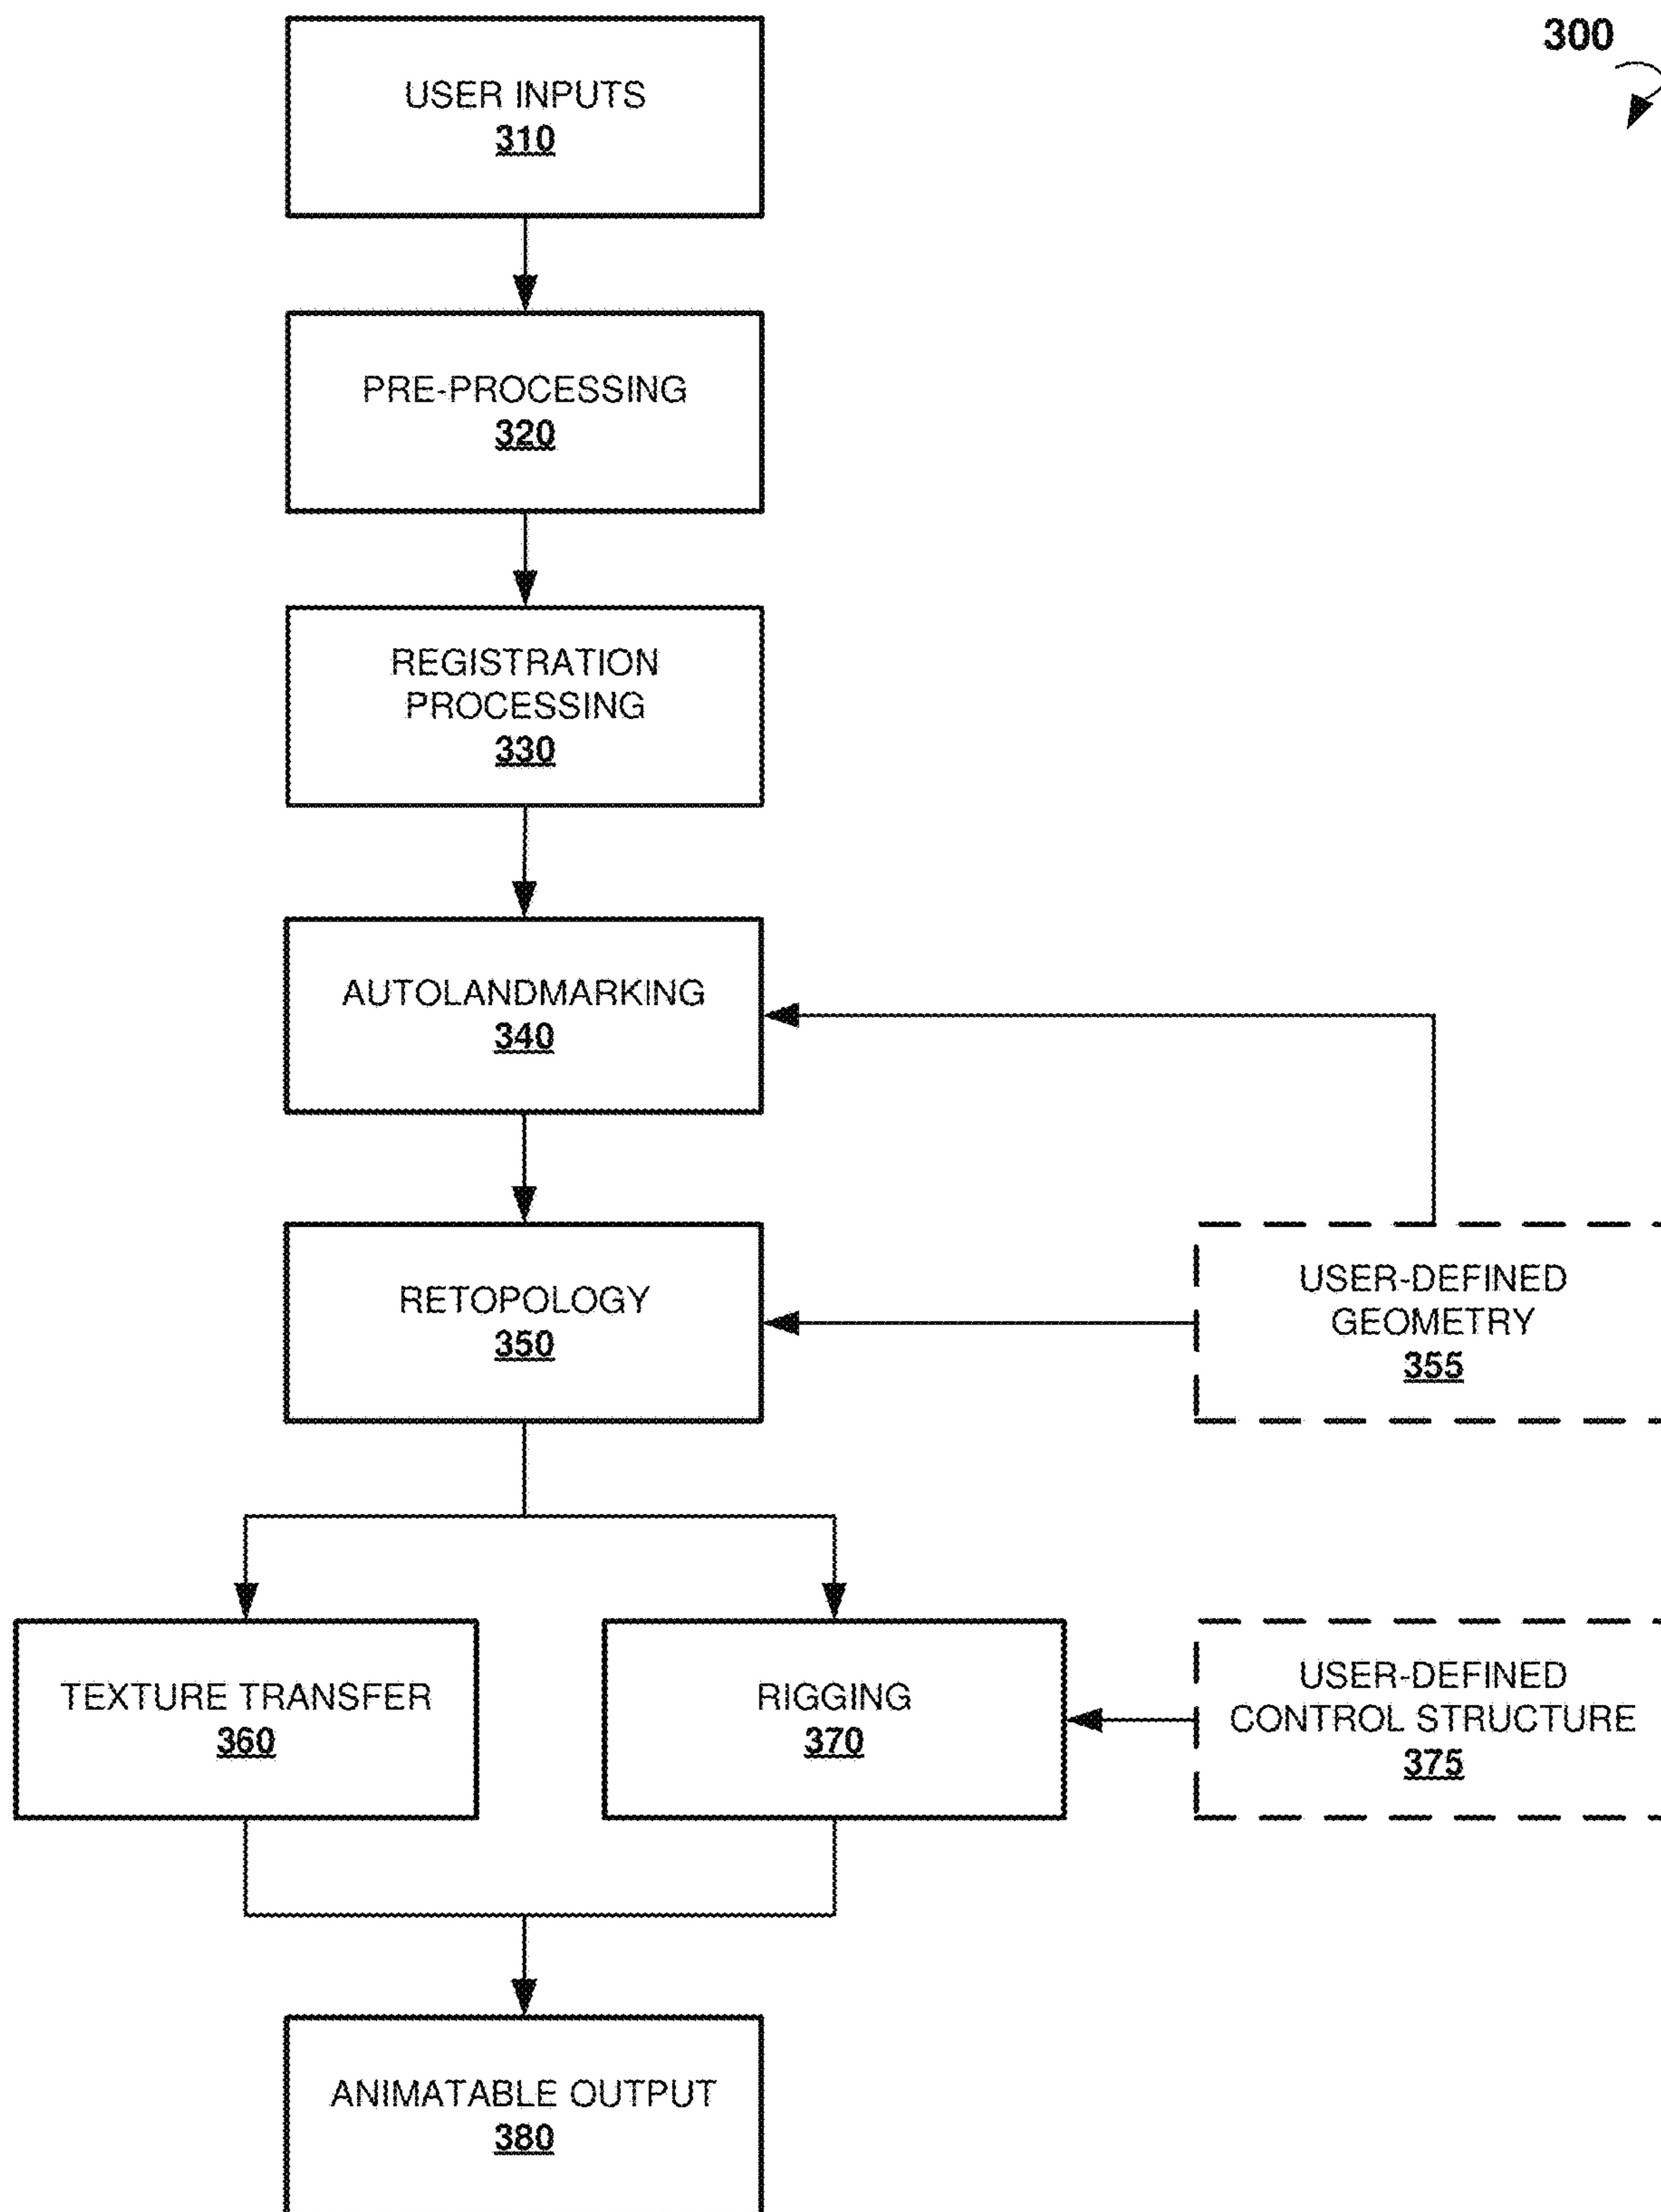 300
USER INPUTS
310
PRE-PROCESSING
320
REGISTRATION
PROCESSING
330
AUTOLANDMARKING
340
RETOPOLOGY
350
USER-DEFINED
GEOMETRY
355
TEXTURE TRANSFER
360
RIGGING
370
USER-DEFINED
CONTROL STRUCTURE
375
ANIMATABLE OUTPUT
380